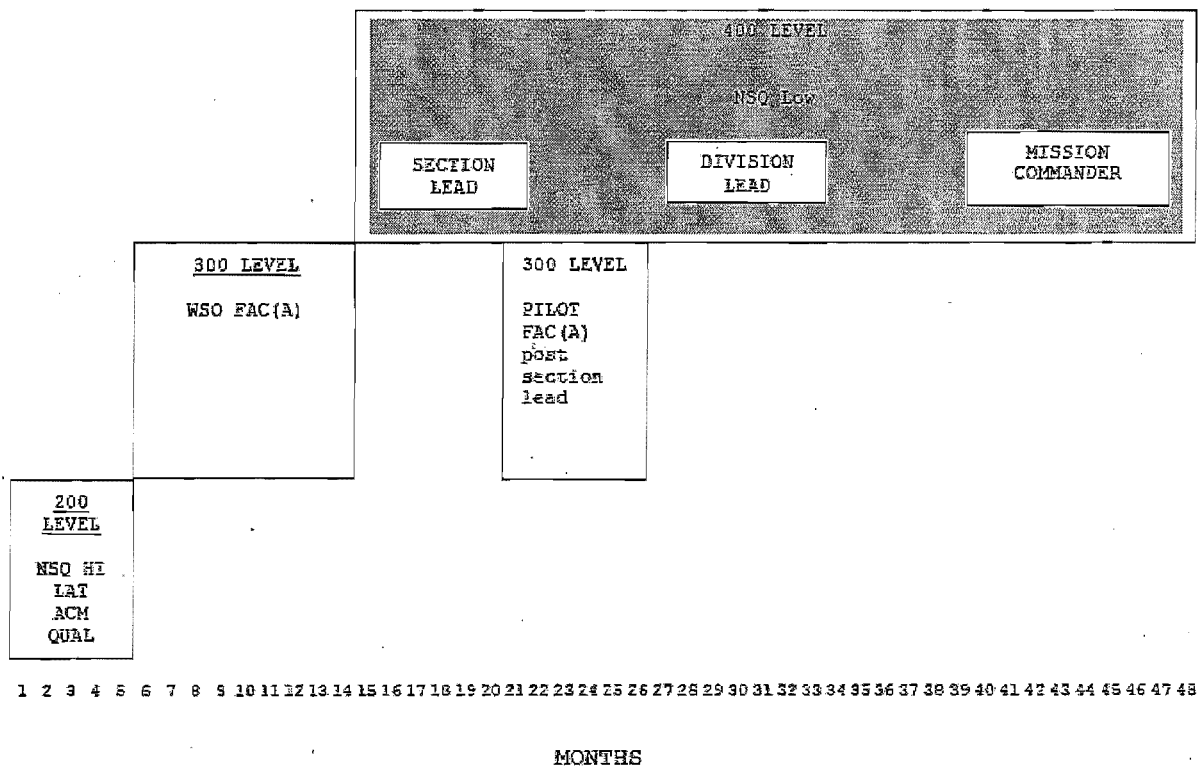 400 LEVEL
NSQ Low
SECTION
LEAD
DIVISION
LEAD
MISSION
COMMANDER
300 LEVEL
WSO FAC(A)
300 LEVEL
PILOT
FAC(A)
post
section
lead
200
LEVEL
NSQ HI
LAT
ACM
QUAL
1 2 3 4 5 6 7 8 9 10 11 12 13 14 15 16 17 18 19 20 21 22 23 24 25 26 27 28 29 30 31 32 33 34 35 36 37 38 39 40 41 42 43 44 45 46 47 48
MONTHS